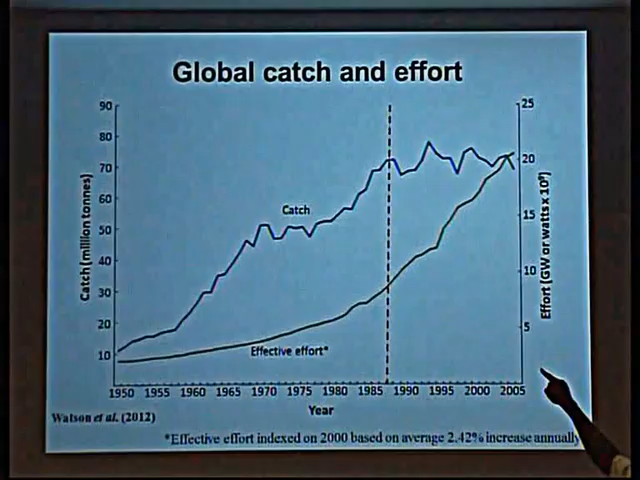 Global catch and effort
90
80
70
60
50
40
30
20
10
Catch (million tonnes)
25
20
15
10
5
Effort (GW or watts x 10⁹)
Catch
Effective effort*
1950 1955 1960 1965 1970 1975 1980 1985 1990 1995 2000 2005
Year
Watson et al. (2012)
*Effective effort indexed on 2000 based on average 2.42% increase annually